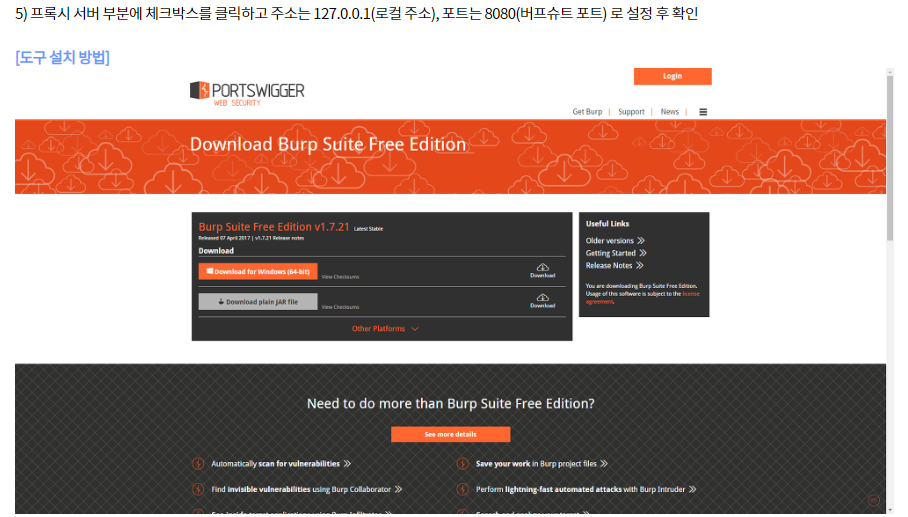 5) 프록시 서버 부분에 체크박스를 클릭하고 주소는 127.0.0.1(로컬 주소), 포트는 8080(버프슈트 포트) 로 설정 후 확인
[도구 설치 방법]
Login
PORTSWIGGER
WEB SECURITY
Get Burp | Support | News |
Download Burp Suite Free Edition
Burp Suite Free Edition v1.7.21 Latest Stable
Released 07 April 2017 | v1.7.21 Release notes
Download
Download for Windows (64-bit) View Checksums Download
Download plain JAR file View Checksums Download
Other Platforms
Useful Links
Older versions
Getting Started
Release Notes
You are downloading Burp Suite Free Edition.
Usage of this software is subject to the license
agreement.
Need to do more than Burp Suite Free Edition?
See more details
Automatically scan for vulnerabilities
Save your work in Burp project files
Find invisible vulnerabilities using Burp Collaborator
Perform lightning-fast automated attacks with Burp Intruder